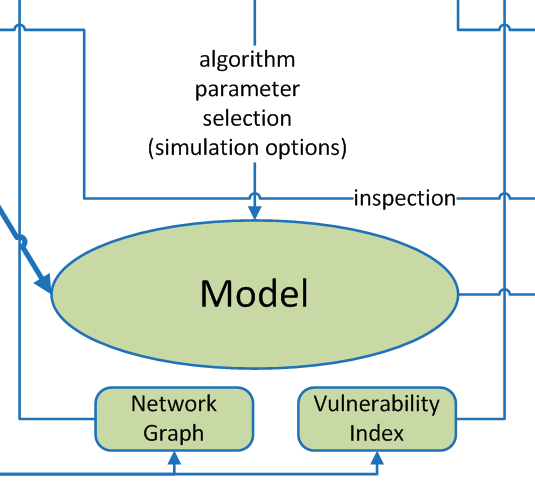 algorithm
parameter
selection
(simulation options)
inspection
Model
Network
Graph
Vulnerability
Index